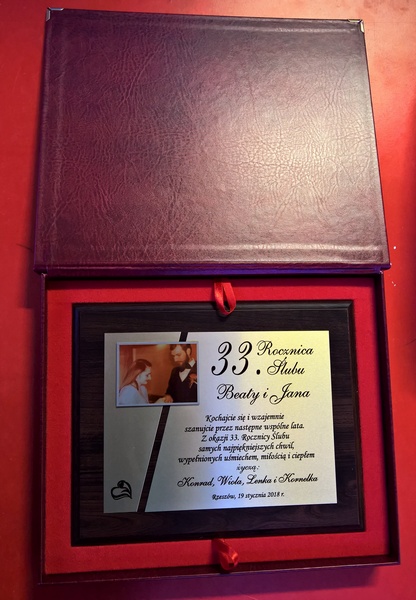 33. Rocznica
Ślubu
Beaty i Jana
Kochajcie się i wzajemnie
szanujcie przez następne wspólne lata.
Z okazji 33. Rocznicy Ślubu
samych najpiękniejszych chwil,
wypełnionych uśmiechem, miłością i ciepłem
życzą:
Konrad, Wiola, Lenka i Kornelka
Rzeszów, 19 stycznia 2018 r.